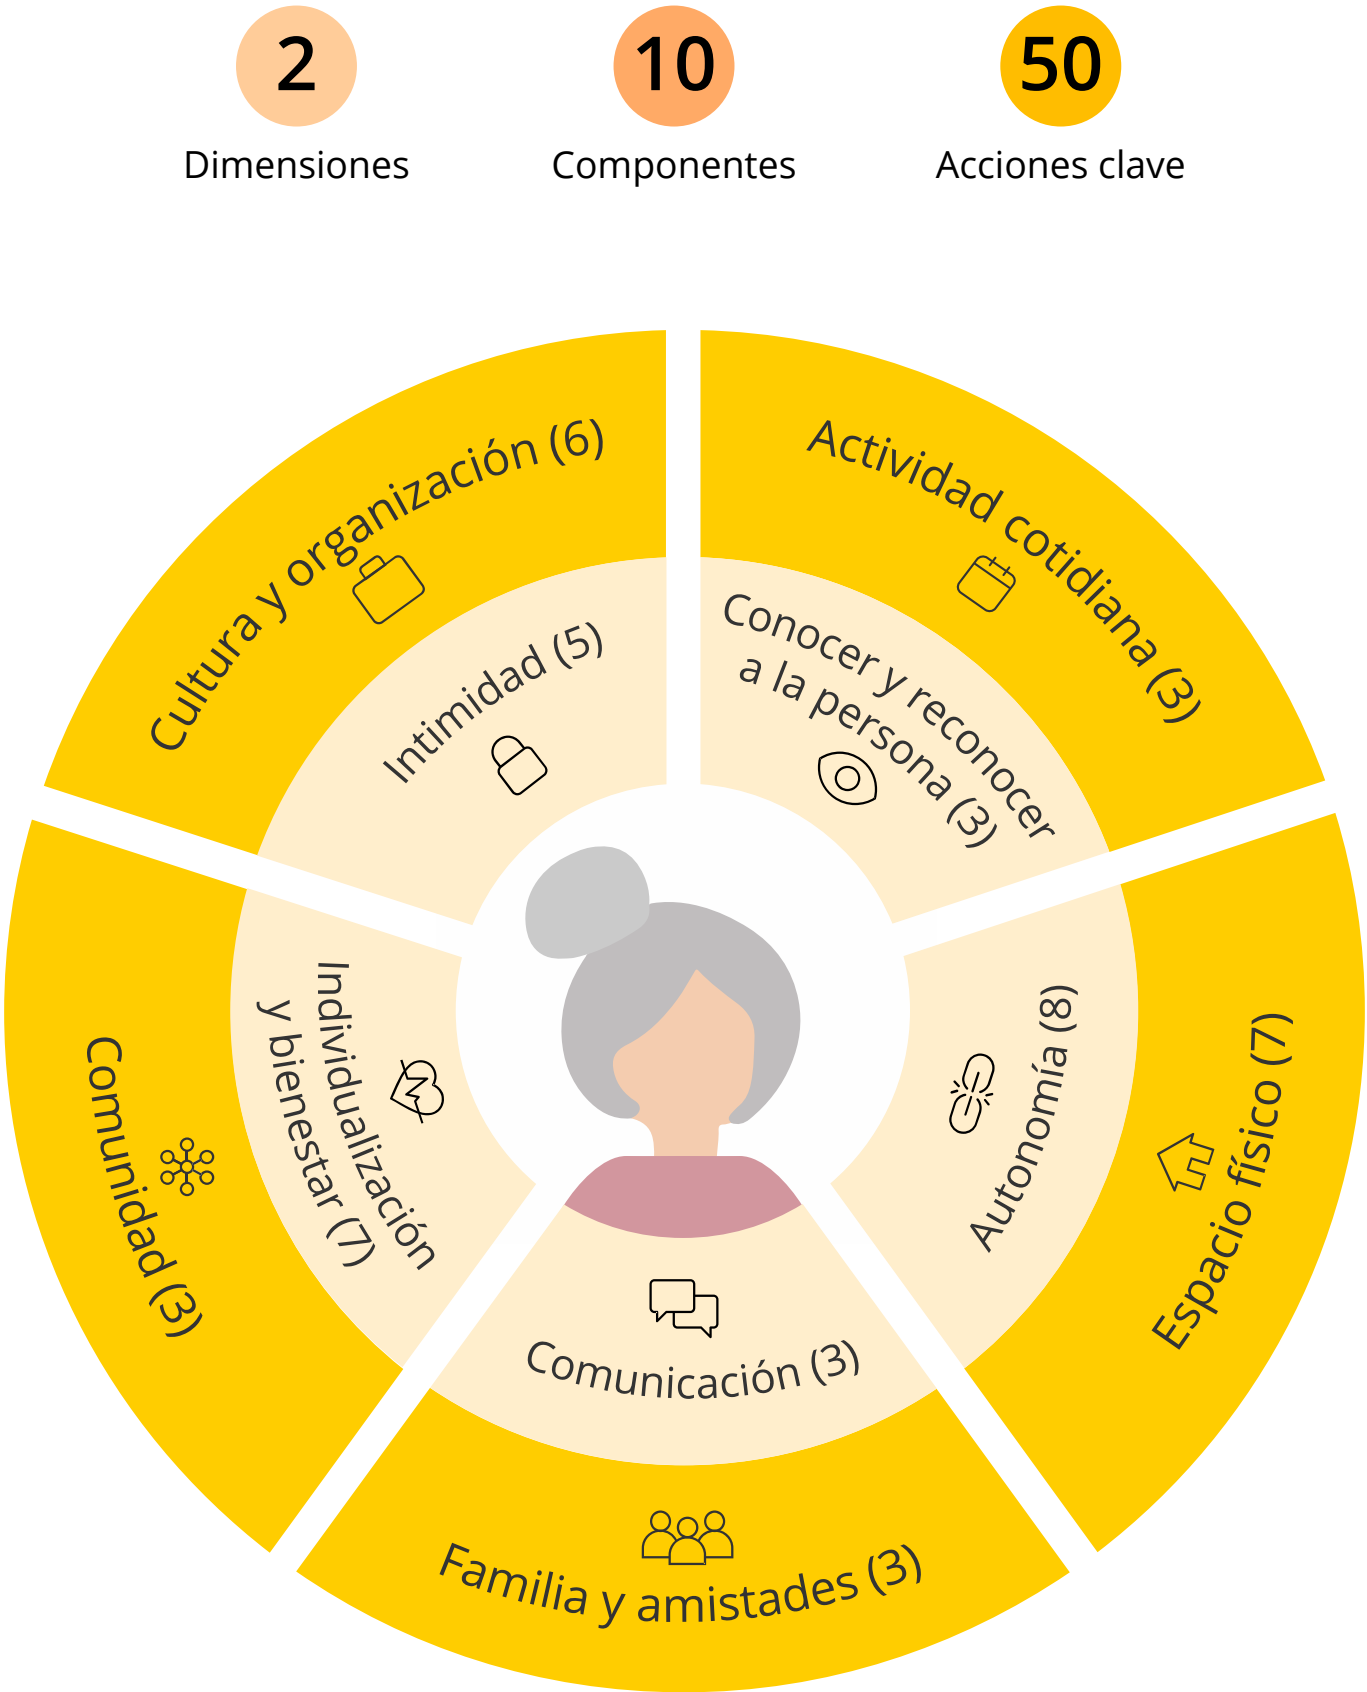 2
Dimensiones
10
Componentes
50
Acciones clave
Cultura y organización (6)
Actividad cotidiana (3)
Intimidad (5)
Conocer y reconocer
a la persona (3)
Comunidad (3)
Individualización
y bienestar (7)
Autonomía (8)
Espacio físico (7)
Comunicación (3)
Familia y amistades (3)